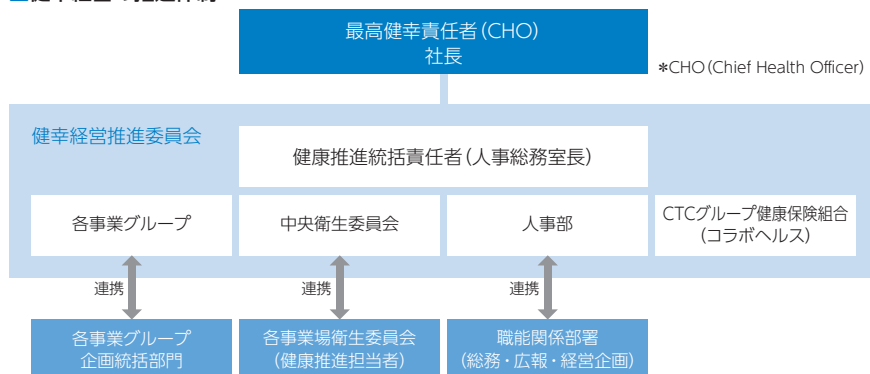 最高健幸責任者(CHO)
社長
*CHO(Chief Health Officer)
健幸経営推進委員会
健康推進統括責任者(人事総務室長)
各事業グループ
中央衛生委員会
人事部
CTCグループ健康保険組合
(コラボヘルス)
連携
連携
連携
各事業グループ
企画統括部門
各事業場衛生委員会
(健康推進担当者)
職能関係部署
(総務・広報・経営企画)